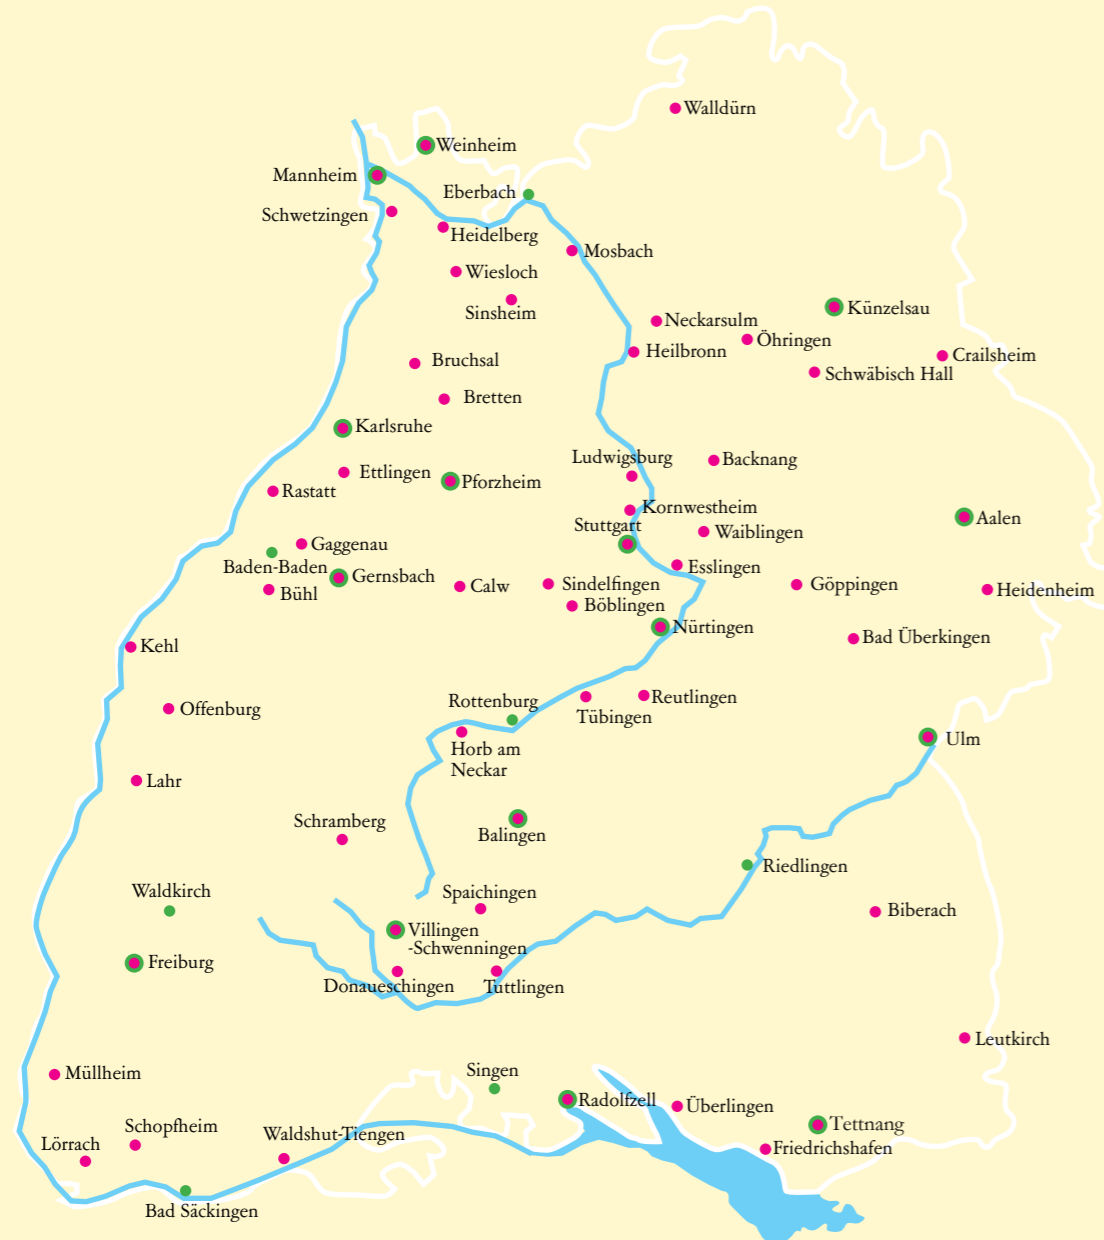 Walldürn
Weinheim
Mannheim
Eberbach
Schwetzingen
Heidelberg
Mosbach
Wiesloch
Sinsheim
Künzelsau
Neckarsulm
Öhringen
Heilbronn
Crailsheim
Bruchsal
Schwäbisch Hall
Bretten
Karlsruhe
Ludwigsburg
Backnang
Ettlingen
Pforzheim
Rastatt
Kornwestheim
Aalen
Stuttgart
Waiblingen
Gaggenau
Baden-Baden
Esslingen
Gernsbach
Calw
Sindelfingen
Göppingen
Heidenheim
Bühl
Böblingen
Nürtingen
Bad Überkingen
Kehl
Rottenburg
Reutlingen
Offenburg
Tübingen
Ulm
Horb am
Neckar
Lahr
Schramberg
Balingen
Riedlingen
Waldkirch
Spaichingen
Biberach
Villingen
-Schwenningen
Freiburg
Donaueschingen
Tuttlingen
Leutkirch
Singen
Müllheim
Radolfzell
Überlingen
Schopfheim
Tettnang
Waldshut-Tiengen
Lörrach
Friedrichshafen
Bad Säckingen